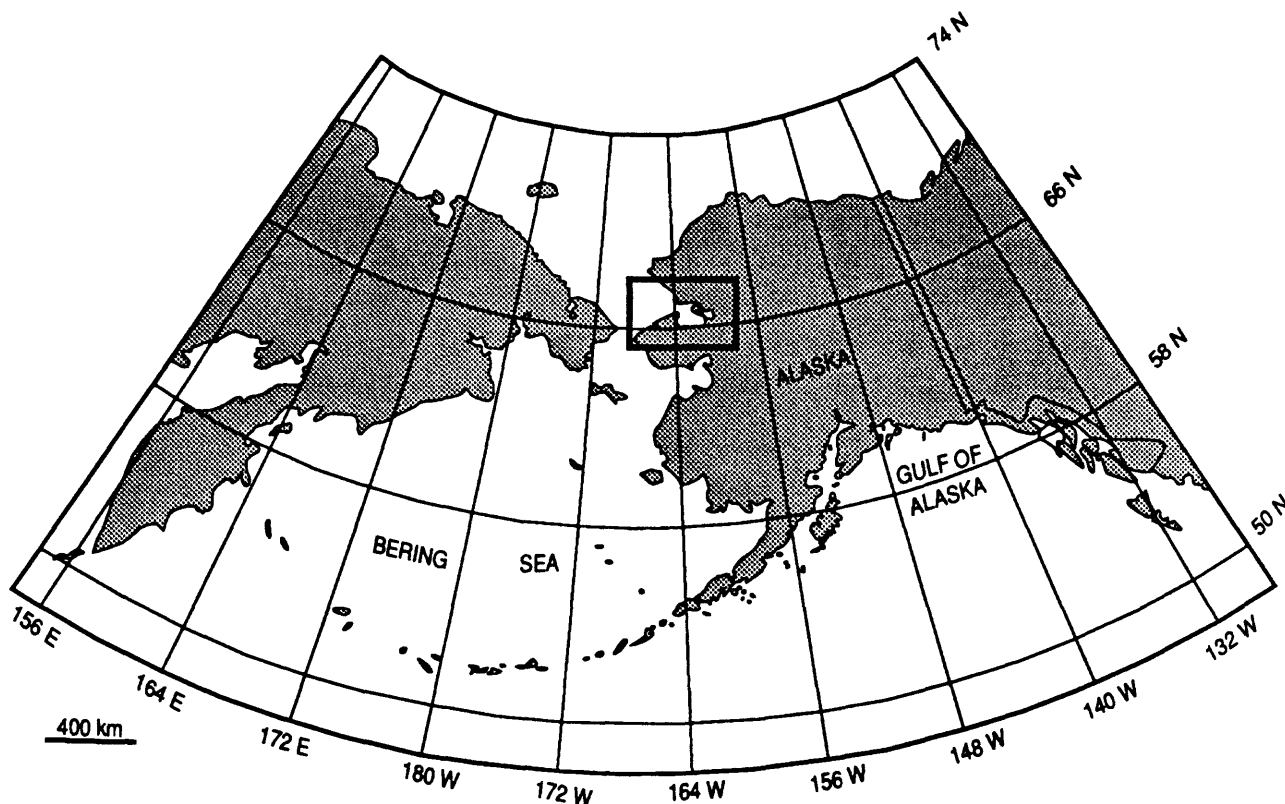 74 N
66 N
58 N
50 N
ALASKA
GULF OF
ALASKA
BERING
SEA
156 E
164 E
172 E
180 W
172 W
164 W
156 W
148 W
140 W
132 W
400 km